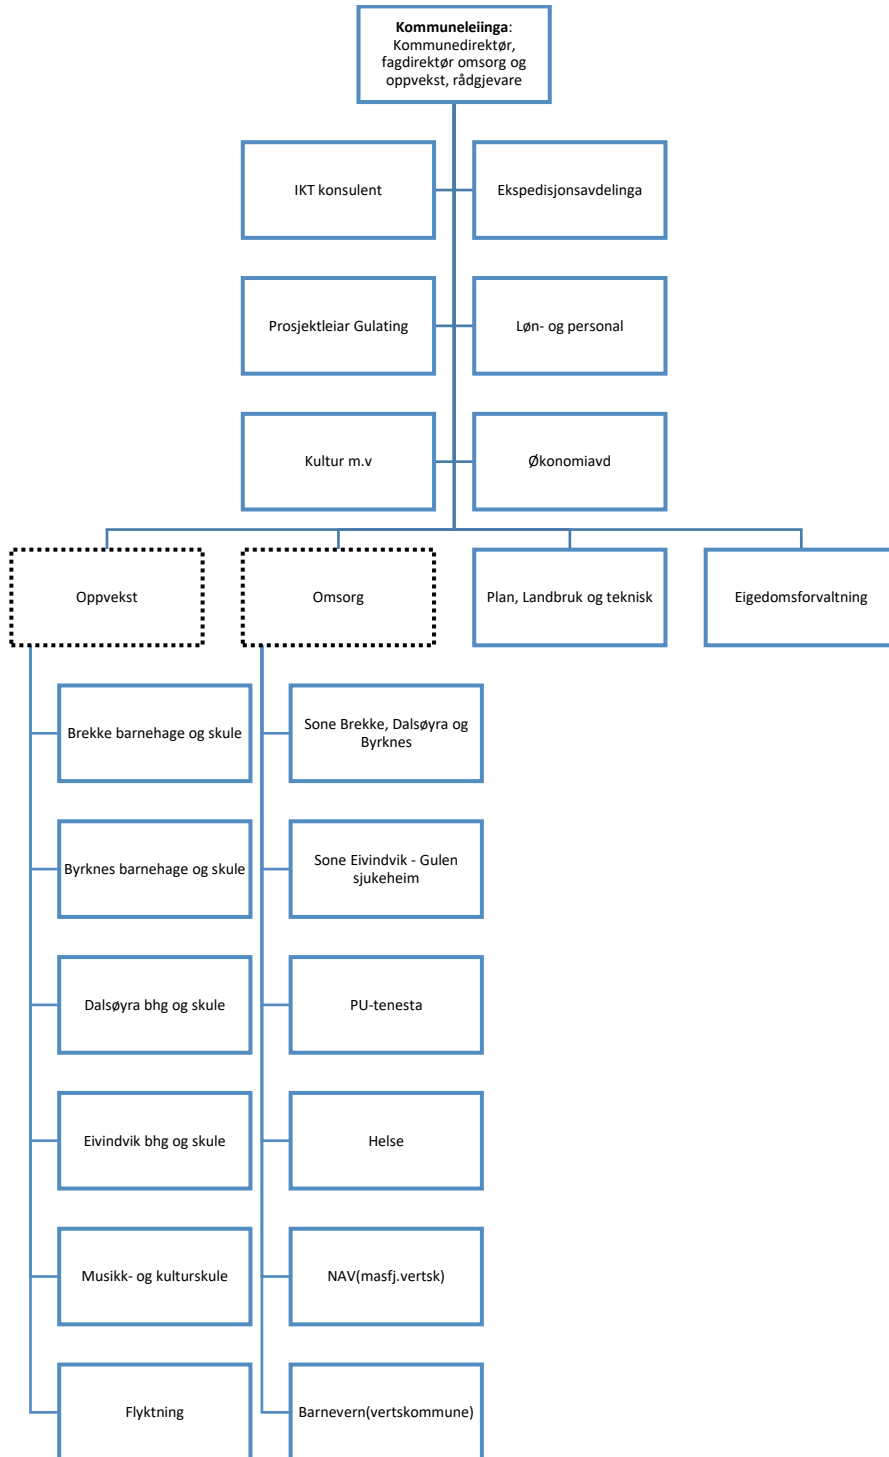 Kommuneleiinga:
Kommunedirektør,
fagdirektør omsorg og
oppvekst, rådgjevare
IKT konsulent
Ekspedisjonsavdelinga
Prosjektleiar Gulating
Løn- og personal
Kultur m.v
Økonomiavd
Oppvekst
Omsorg
Plan, Landbruk og teknisk
Eigedomsforvaltning
Brekke barnehage og skule
Byrknes barnehage og skule
Dalsøyra bhg og skule
Eivindvik bhg og skule
Musikk- og kulturskule
Flyktning
Sone Brekke, Dalsøyra og
Byrknes
Sone Eivindvik - Gulen
sjukeheim
PU-tenesta
Helse
NAV(masfj.vertsk)
Barnevern(vertskommune)